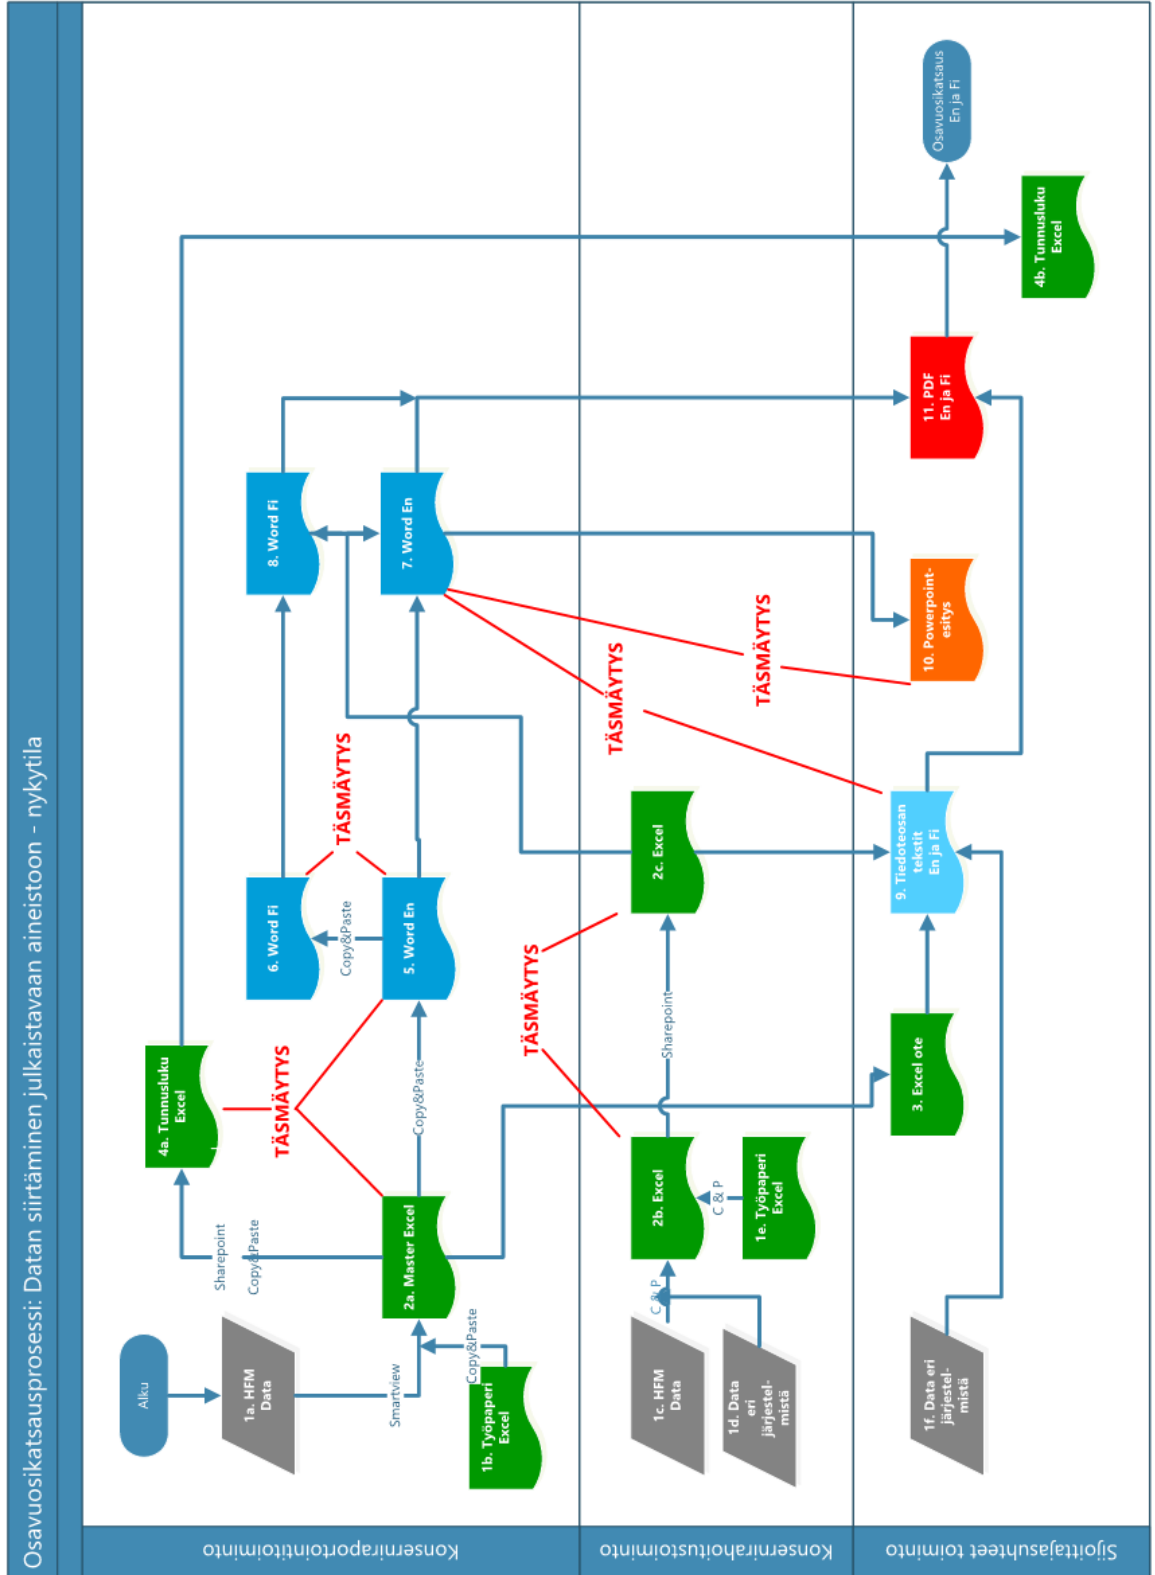 Osavuosikatsausprosessi: Datan siirtäminen julkaistavaan aineistoon - nykytila
Konserniraportointitoiminto
Alku
1a. HFM
Data
Smartview
1b. Työpaperi
Excel
Copy&Paste
2a. Master Excel
Sharepoint
Copy&Paste
4a. Tunnusluku
Excel
TÄSMÄYTYS
Copy&Paste
5. Word En
Copy&Paste
6. Word Fi
TÄSMÄYTYS
8. Word Fi
7. Word En
Konsernirahoitustoiminto
1c. HFM
Data
1d. Data
eri
järjestel-
mistä
C & P
2b. Excel
C & P
1e. Työpaperi
Excel
TÄSMÄYTYS
Sharepoint
2c. Excel
TÄSMÄYTYS
TÄSMÄYTYS
Sijoittajasuhteet toiminto
1f. Data eri
järjestel-
mistä
3. Excel ote
9. Tiedoteosan
tekstit
En ja Fi
10. Powerpoint-
esitys
11. PDF
En ja Fi
4b. Tunnusluku
Excel
Osavuosikatsaus
En ja Fi